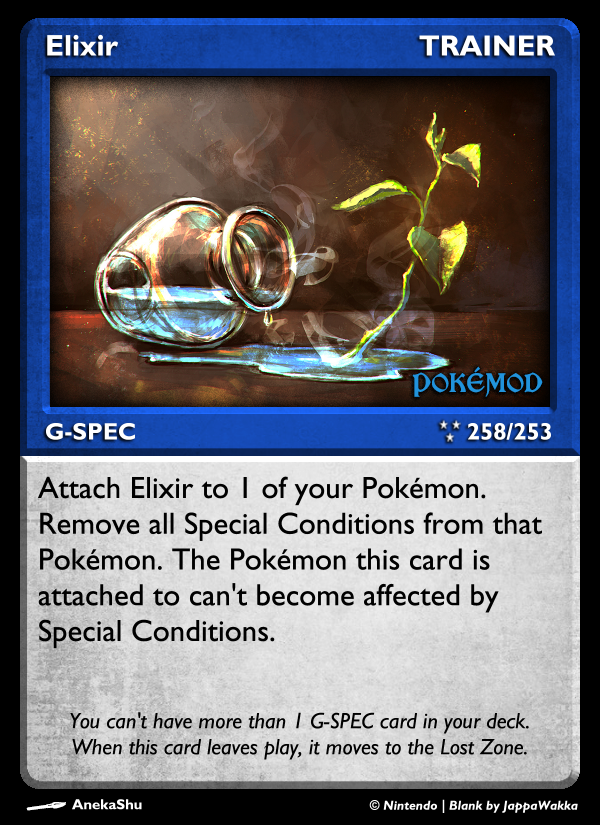 Elixir TRAINER
POKÉMOD
G-SPEC 258/253
Attach Elixir to 1 of your Pokémon.
Remove all Special Conditions from that
Pokémon. The Pokémon this card is
attached to can't become affected by
Special Conditions.
You can't have more than 1 G-SPEC card in your deck.
When this card leaves play, it moves to the Lost Zone.
AnekaShu © Nintendo | Blank by JappaWakka